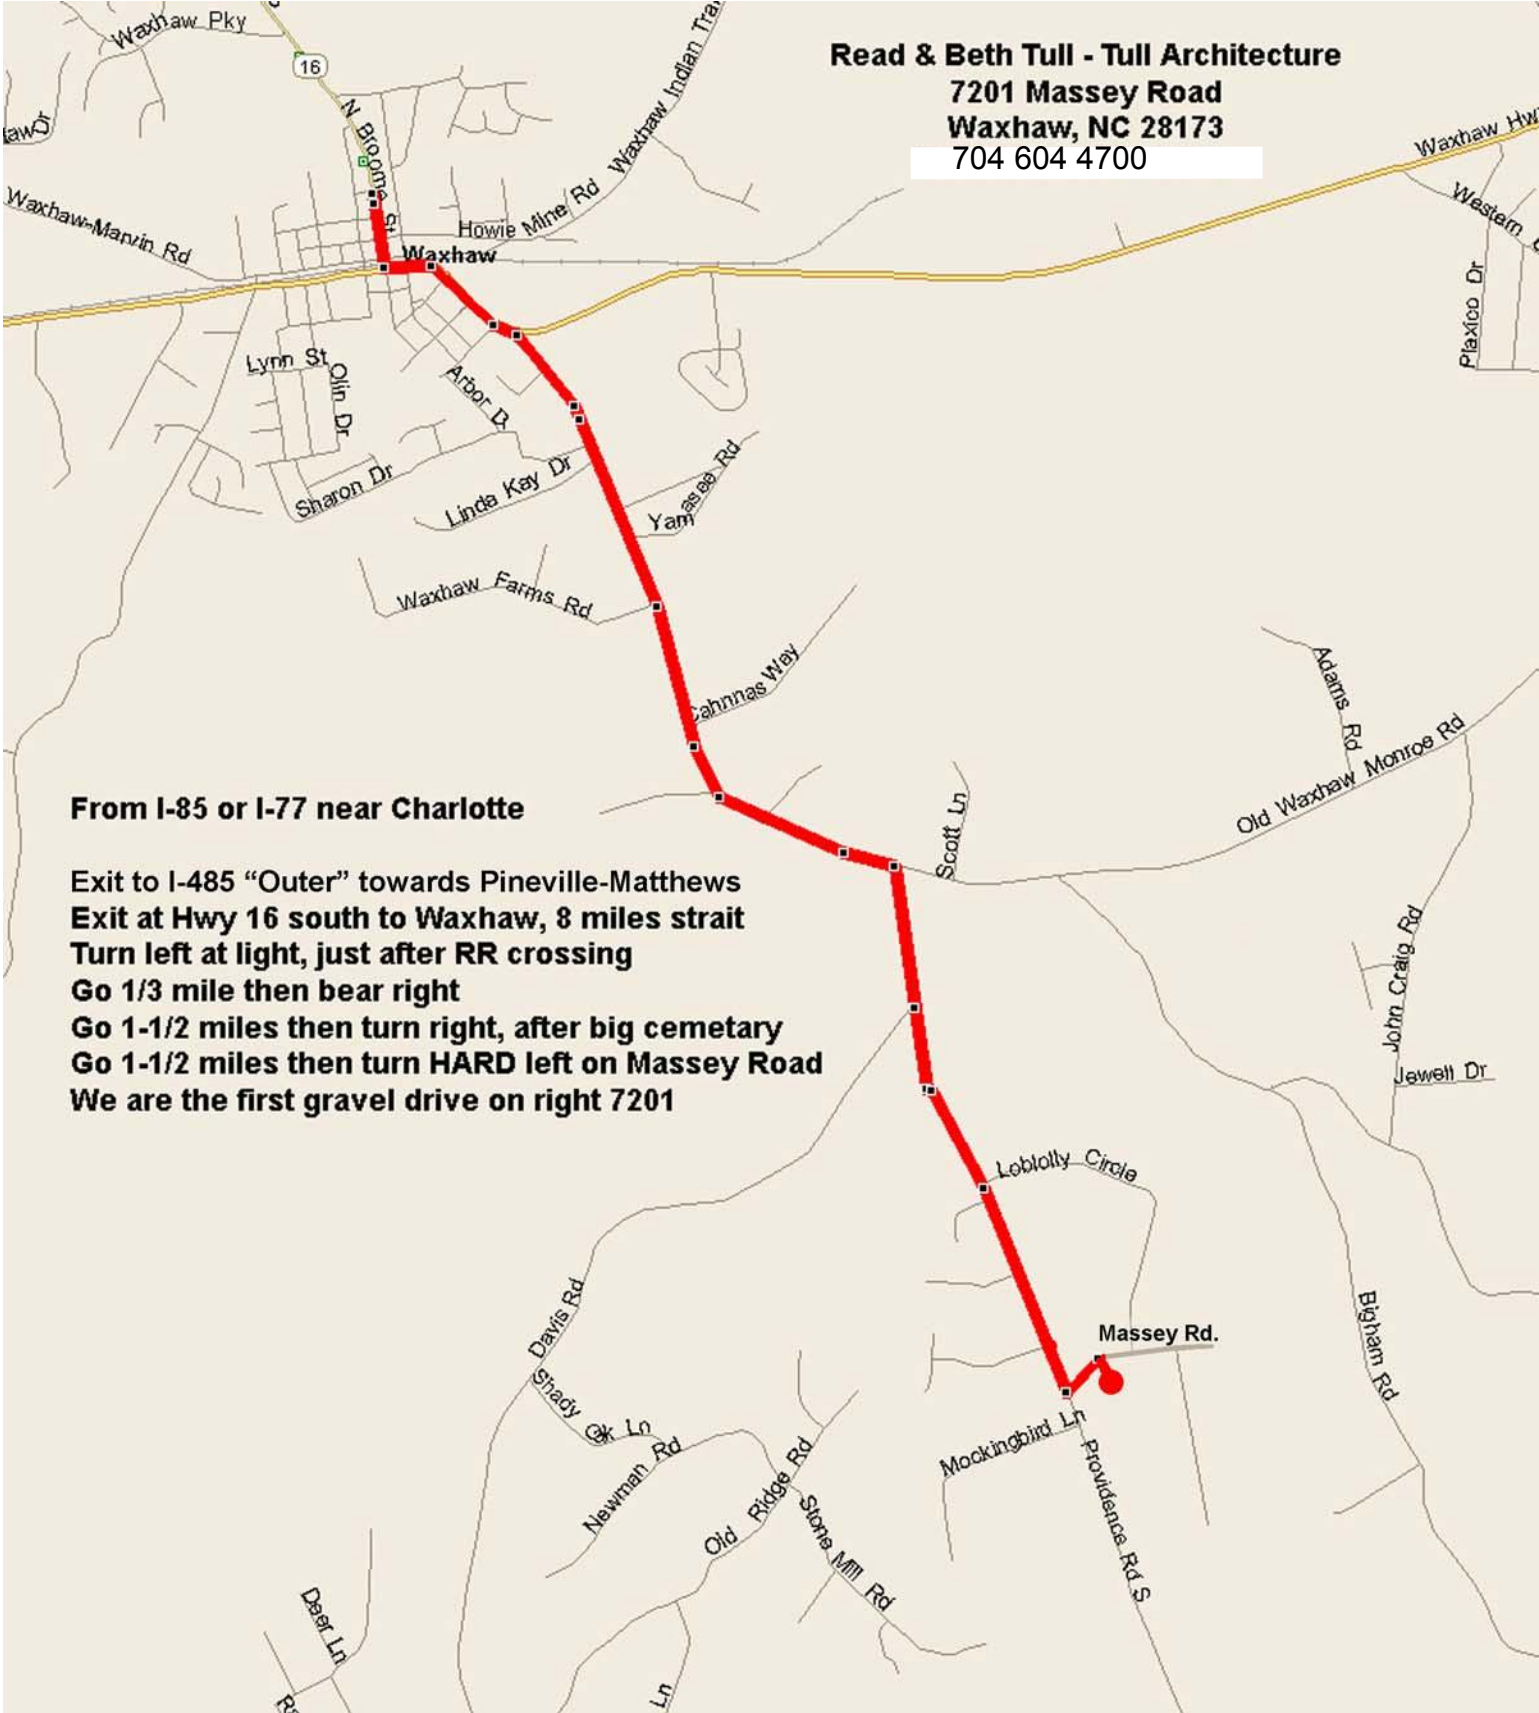 Waxhaw Pky
16
Waxhaw Indian Trai
Read & Beth Tull - Tull Architecture
7201 Massey Road
Waxhaw, NC 28173
704 604 4700
N Broome St
Waxhaw Hw
Western
Waxhaw-Marvin Rd
Howie Mine Rd
Waxhaw
Plaxico Dr
Lynn St
Olin Dr
Arbor Dr
Sharon Dr
Linda Kay Dr
Yamasee Rd
Waxhaw Farms Rd
Cahnnas Way
Adams Rd
Old Waxhaw Monroe Rd
Scott Ln
From I-85 or I-77 near Charlotte
Exit to I-485 “Outer” towards Pineville-Matthews
Exit at Hwy 16 south to Waxhaw, 8 miles strait
Turn left at light, just after RR crossing
Go 1/3 mile then bear right
Go 1-1/2 miles then turn right, after big cemetary
Go 1-1/2 miles then turn HARD left on Massey Road
We are the first gravel drive on right 7201
John Craig Rd
Jewell Dr
Loblolly Circle
Davis Rd
Bigham Rd
Massey Rd.
Shady Ok Ln
Newman Rd
Mockingbird Ln
Providence Rd S
Old Ridge Rd
Stone Mill Rd
Deer Ln
Ln